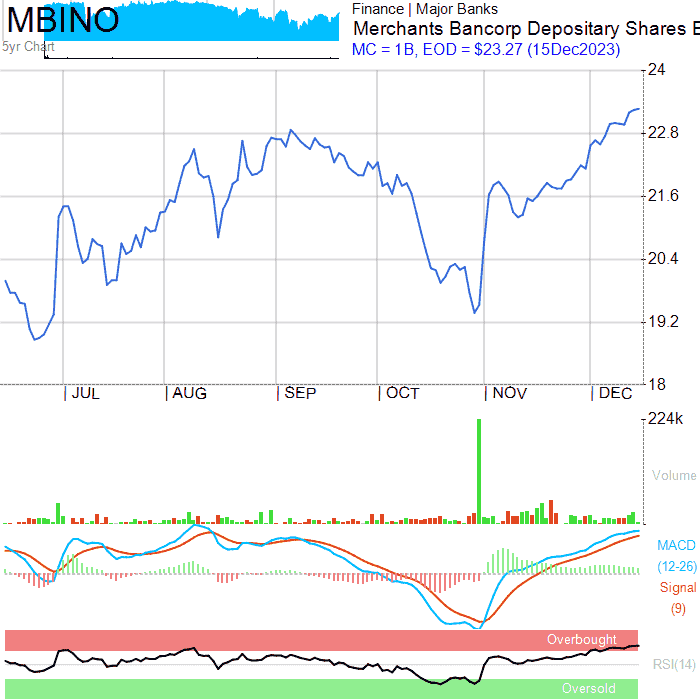 MBINO
5yr Chart
Finance | Major Banks
Merchants Bancorp Depositary Shares
MC = 1B, EOD = $23.27 (15Dec2023)
24
22.8
21.6
20.4
19.2
18
| JUL | AUG | SEP | OCT | NOV | DEC
224k
Volume
MACD
(12-26)
Signal
(9)
Overbought
RSI(14)
Oversold